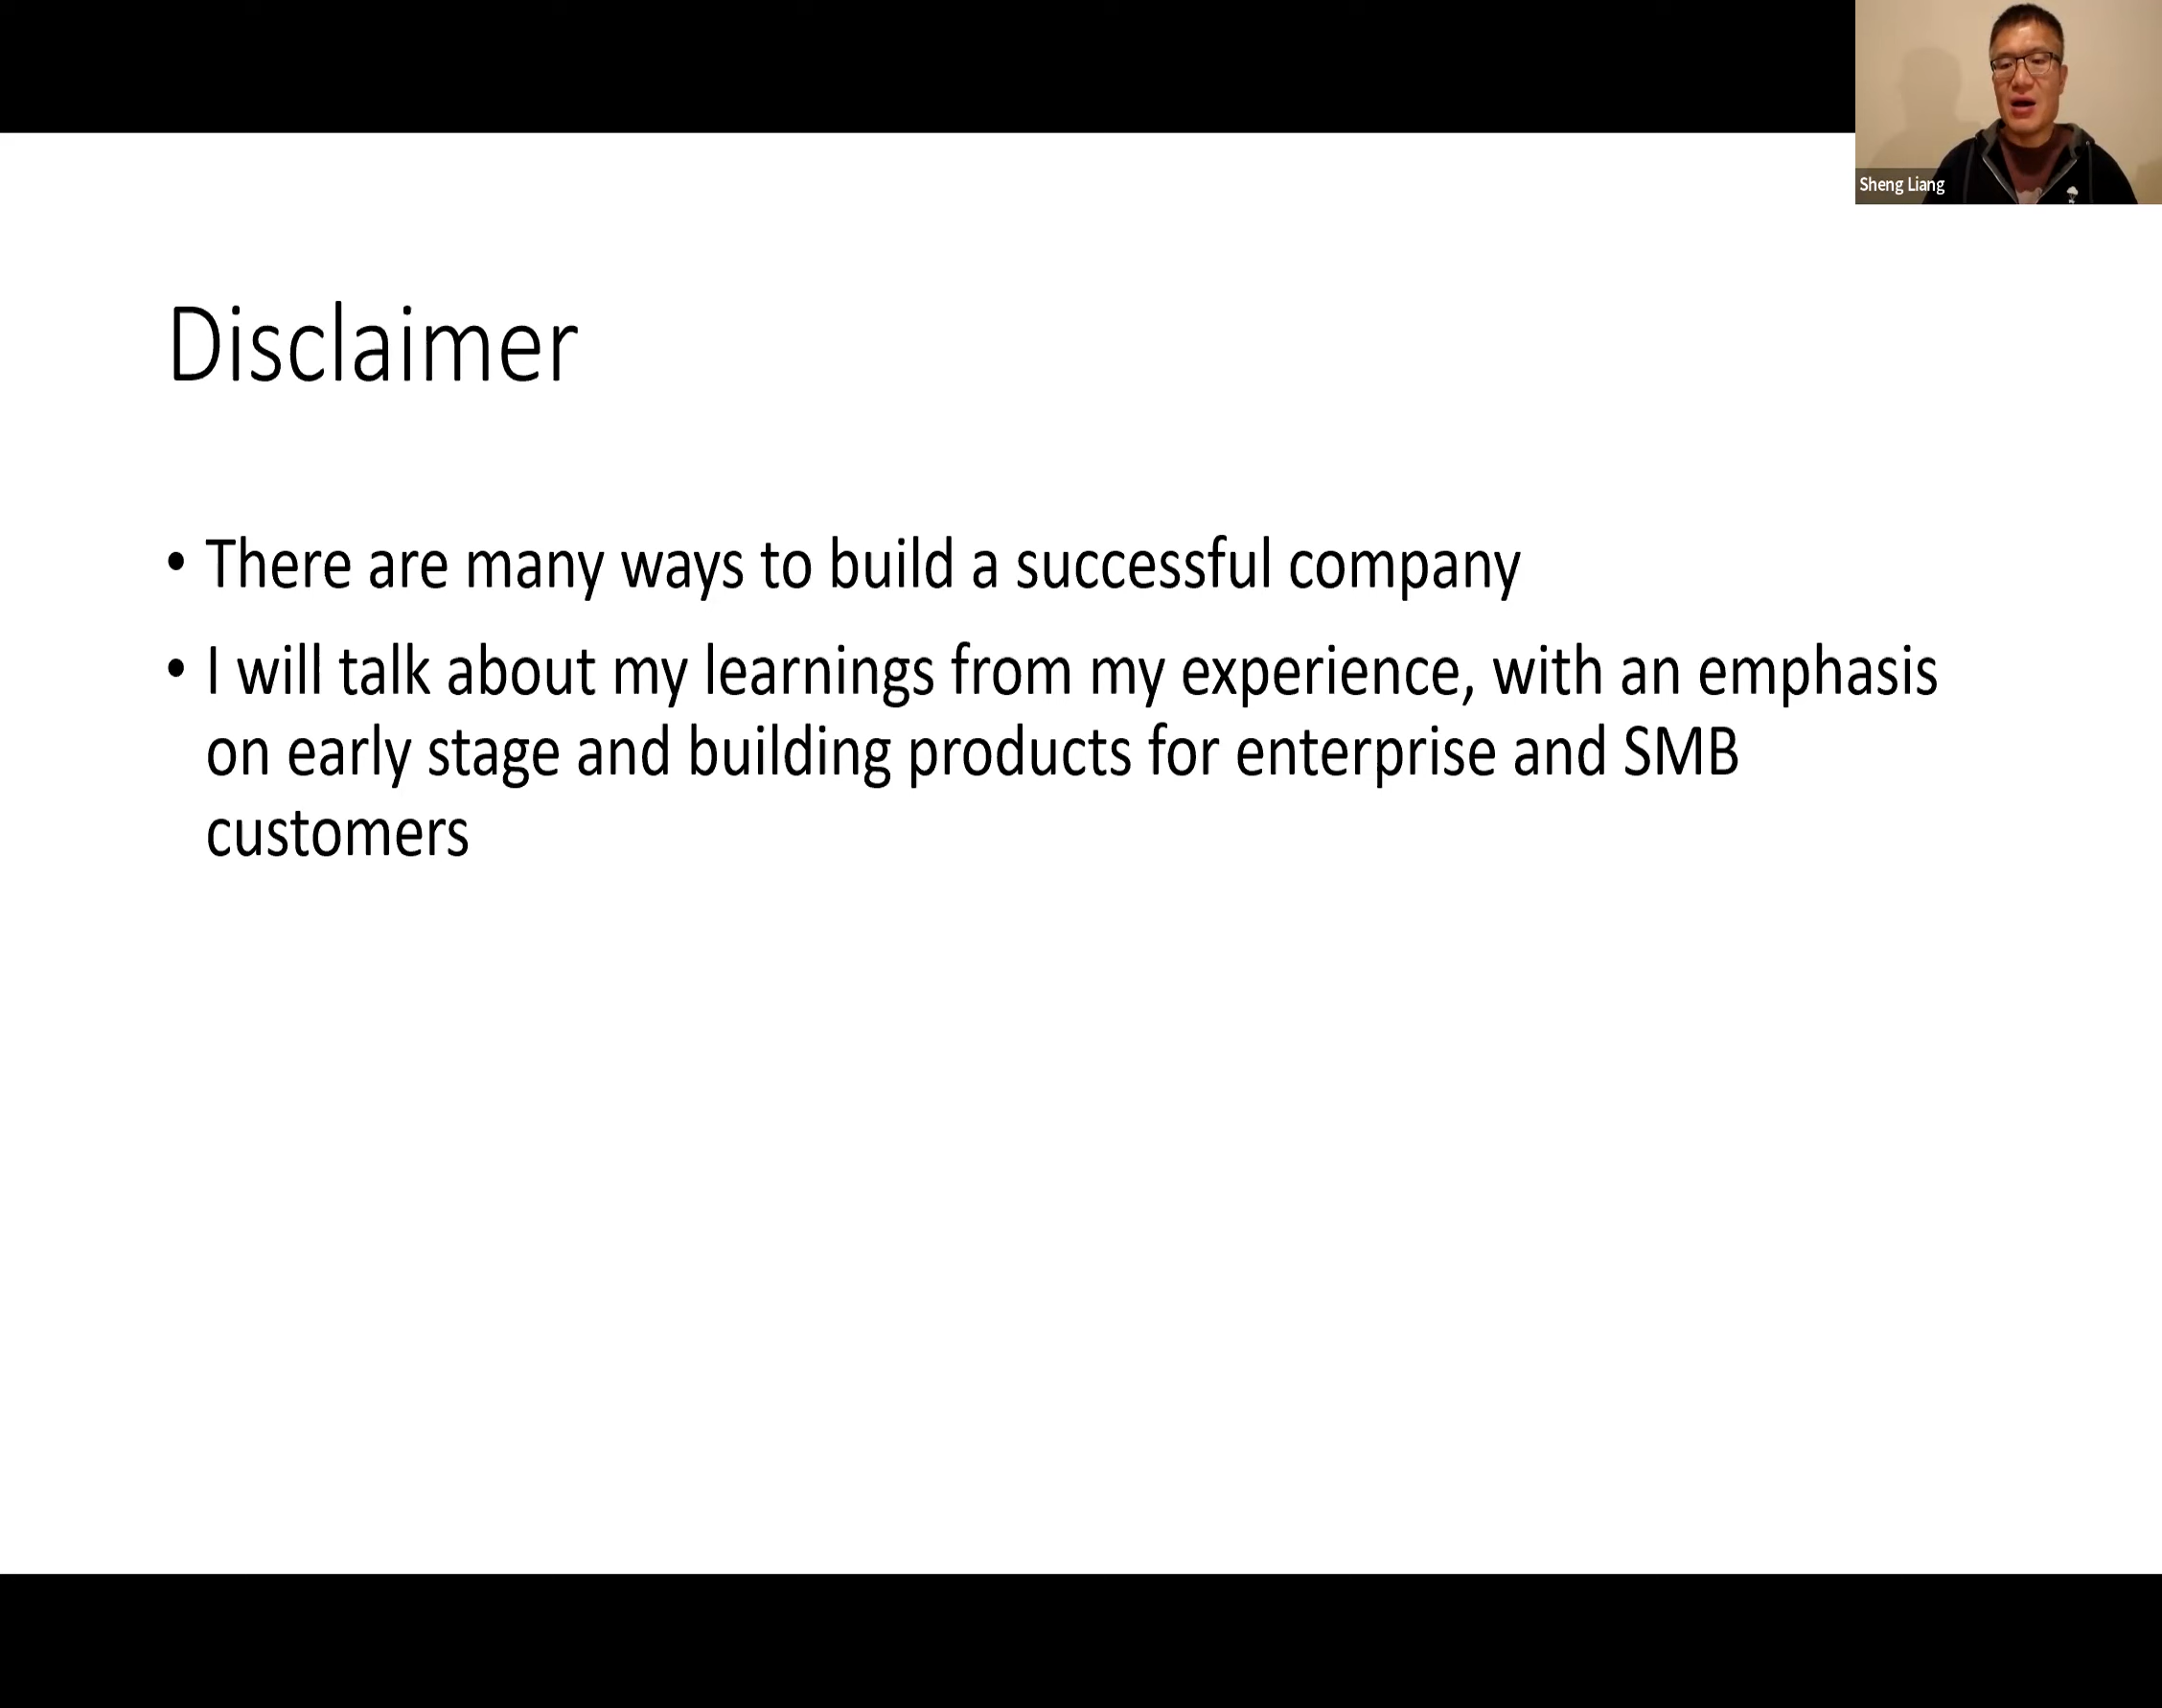 Sheng Liang
Disclaimer
• There are many ways to build a successful company
• I will talk about my learnings from my experience, with an emphasis
on early stage and building products for enterprise and SMB
customers